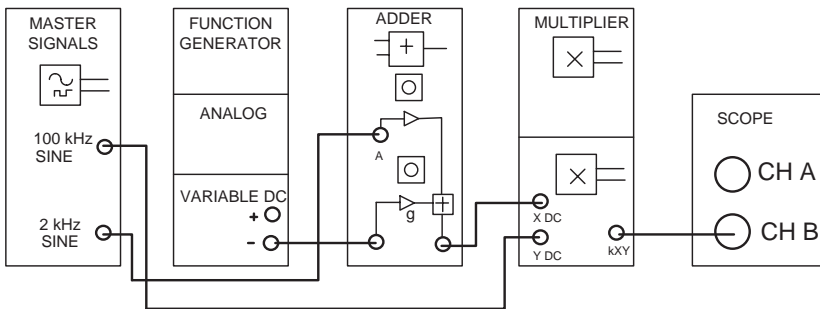 MASTER
SIGNALS
100 kHz
SINE
2 kHz
SINE
FUNCTION
GENERATOR
ANALOG
VARIABLE DC
+
-
ADDER
+
A
g
+
MULTIPLIER
X DC
Y DC
kXY
SCOPE
CH A
CH B